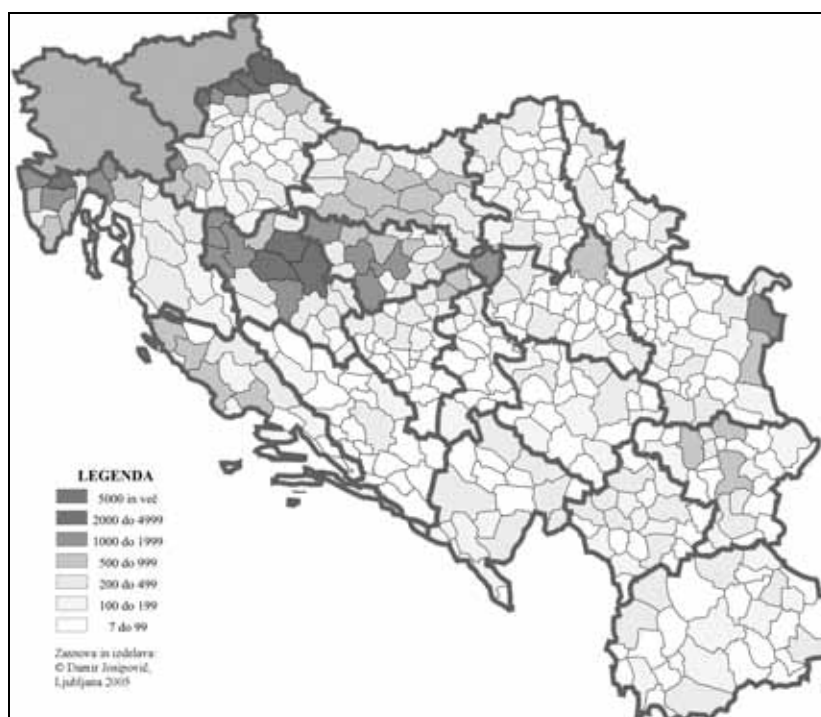 LEGENDA
5000 in več
2000 do 4999
1000 do 1999
500 do 999
200 do 499
100 do 199
7 do 99
Zasnova in izdelava:
© Damir Josipovič,
Ljubljana 2005